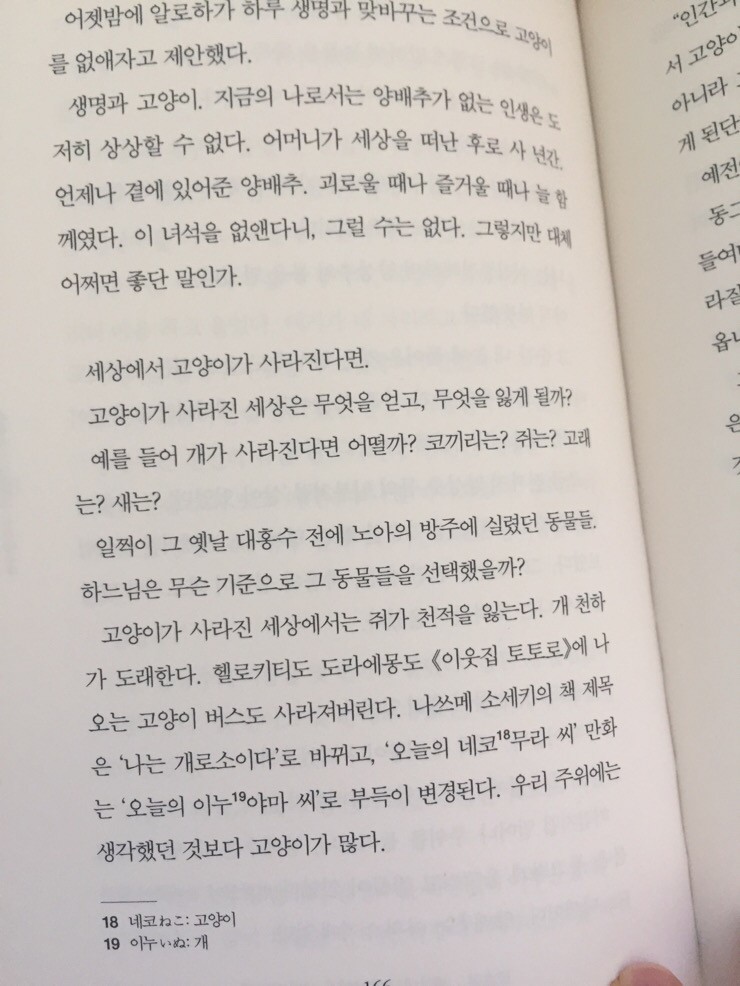 어젯밤에 알로하가 하루 생명과 맞바꾸는 조건으로 고양이
를 없애자고 제안했다.
생명과 고양이. 지금의 나로서는 양배추가 없는 인생은 도
저히 상상할 수 없다. 어머니가 세상을 떠난 후로 사 년간.
언제나 곁에 있어준 양배추. 괴로울 때나 즐거울 때나 늘 함
께였다. 이 녀석을 없앤다니, 그럴 수는 없다. 그렇지만 대체
어쩌면 좋단 말인가.
세상에서 고양이가 사라진다면.
고양이가 사라진 세상은 무엇을 얻고, 무엇을 잃게 될까?
예를 들어 개가 사라진다면 어떨까? 코끼리는? 쥐는? 고래
는? 새는?
일찍이 그 옛날 대홍수 전에 노아의 방주에 실렸던 동물들.
하느님은 무슨 기준으로 그 동물들을 선택했을까?
고양이가 사라진 세상에서는 쥐가 천적을 잃는다. 개 천하
가 도래한다. 헬로키티도 도라에몽도 《이웃집 토토로》에 나
오는 고양이 버스도 사라져버린다. 나쓰메 소세키의 책 제목
은 ‘나는 개로소이다’로 바뀌고, ‘오늘의 네코18무라 씨’ 만화
는 ‘오늘의 이누19야마 씨’로 부득이 변경된다. 우리 주위에는
생각했던 것보다 고양이가 많다.
18 네코ねこ: 고양이
19 이누いぬ: 개
166
“인간과
서 고양이
아니라
게 된단
예전
동그
들여
라질
옵니
은